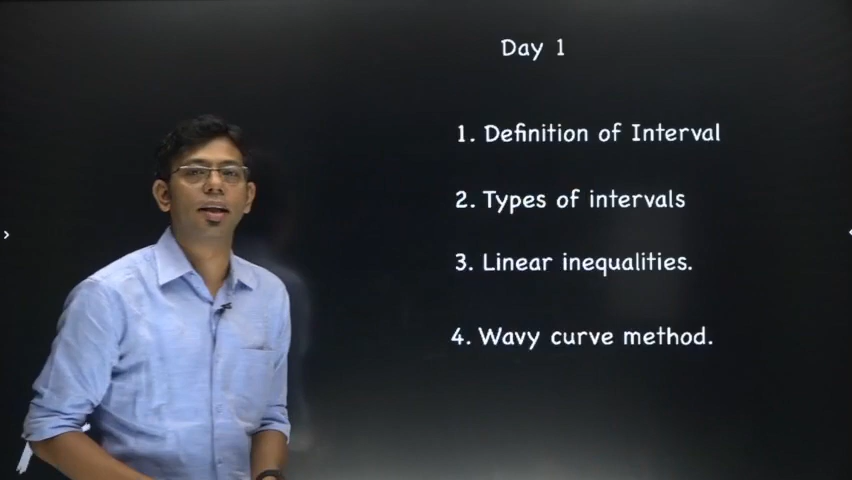 Day 1
1. Definition of Interval
2. Types of intervals
3. Linear inequalities.
4. Wavy curve method.